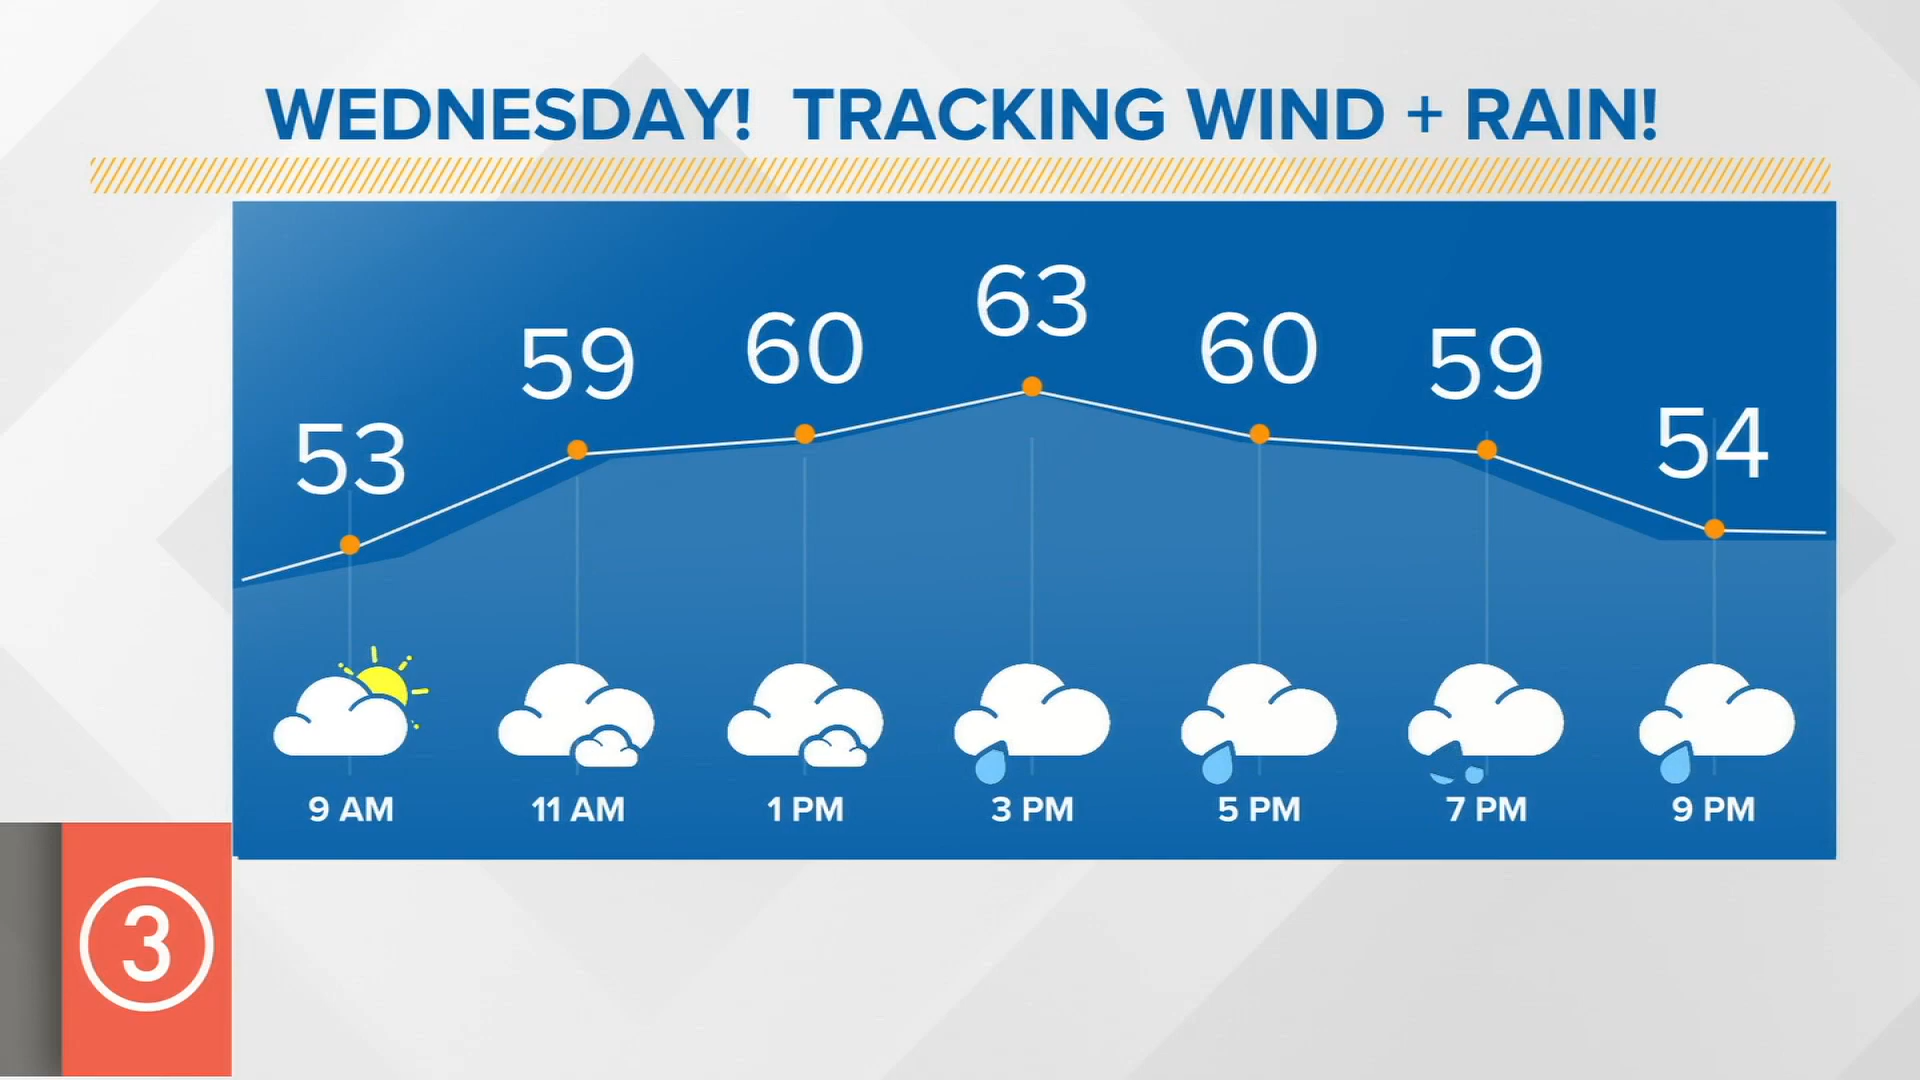 WEDNESDAY! TRACKING WIND + RAIN!
53 59 60 63 60 59 54
9 AM 11 AM 1 PM 3 PM 5 PM 7 PM 9 PM
3